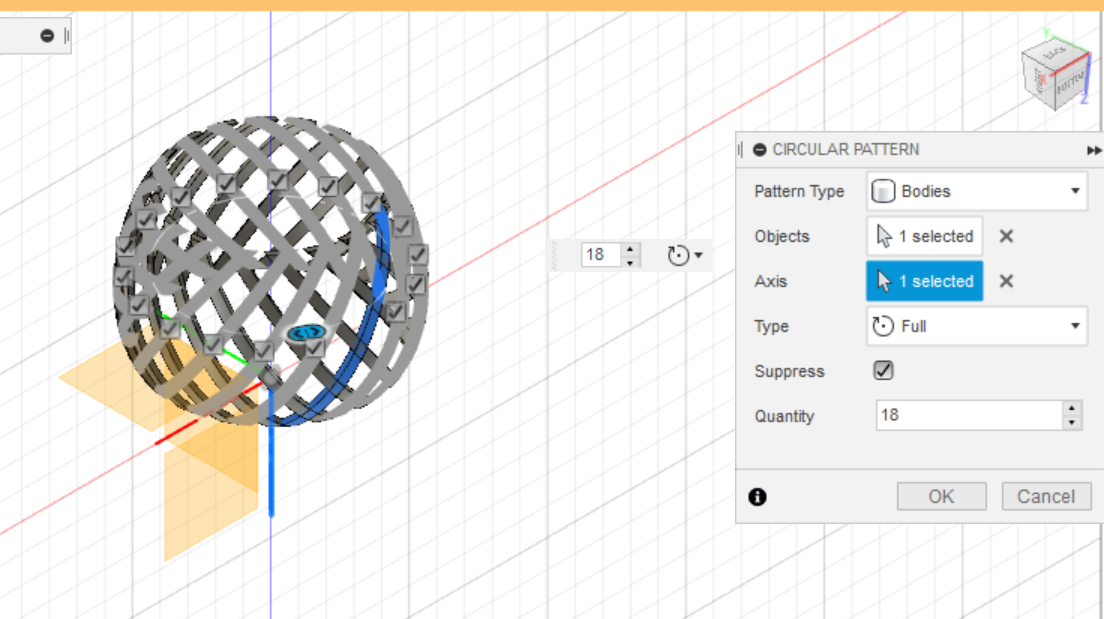 CIRCULAR PATTERN
Pattern Type Bodies
Objects 1 selected
Axis 1 selected
18
Type Full
Suppress
Quantity 18
OK Cancel
BACK
BOTTOM
Y
X
Z